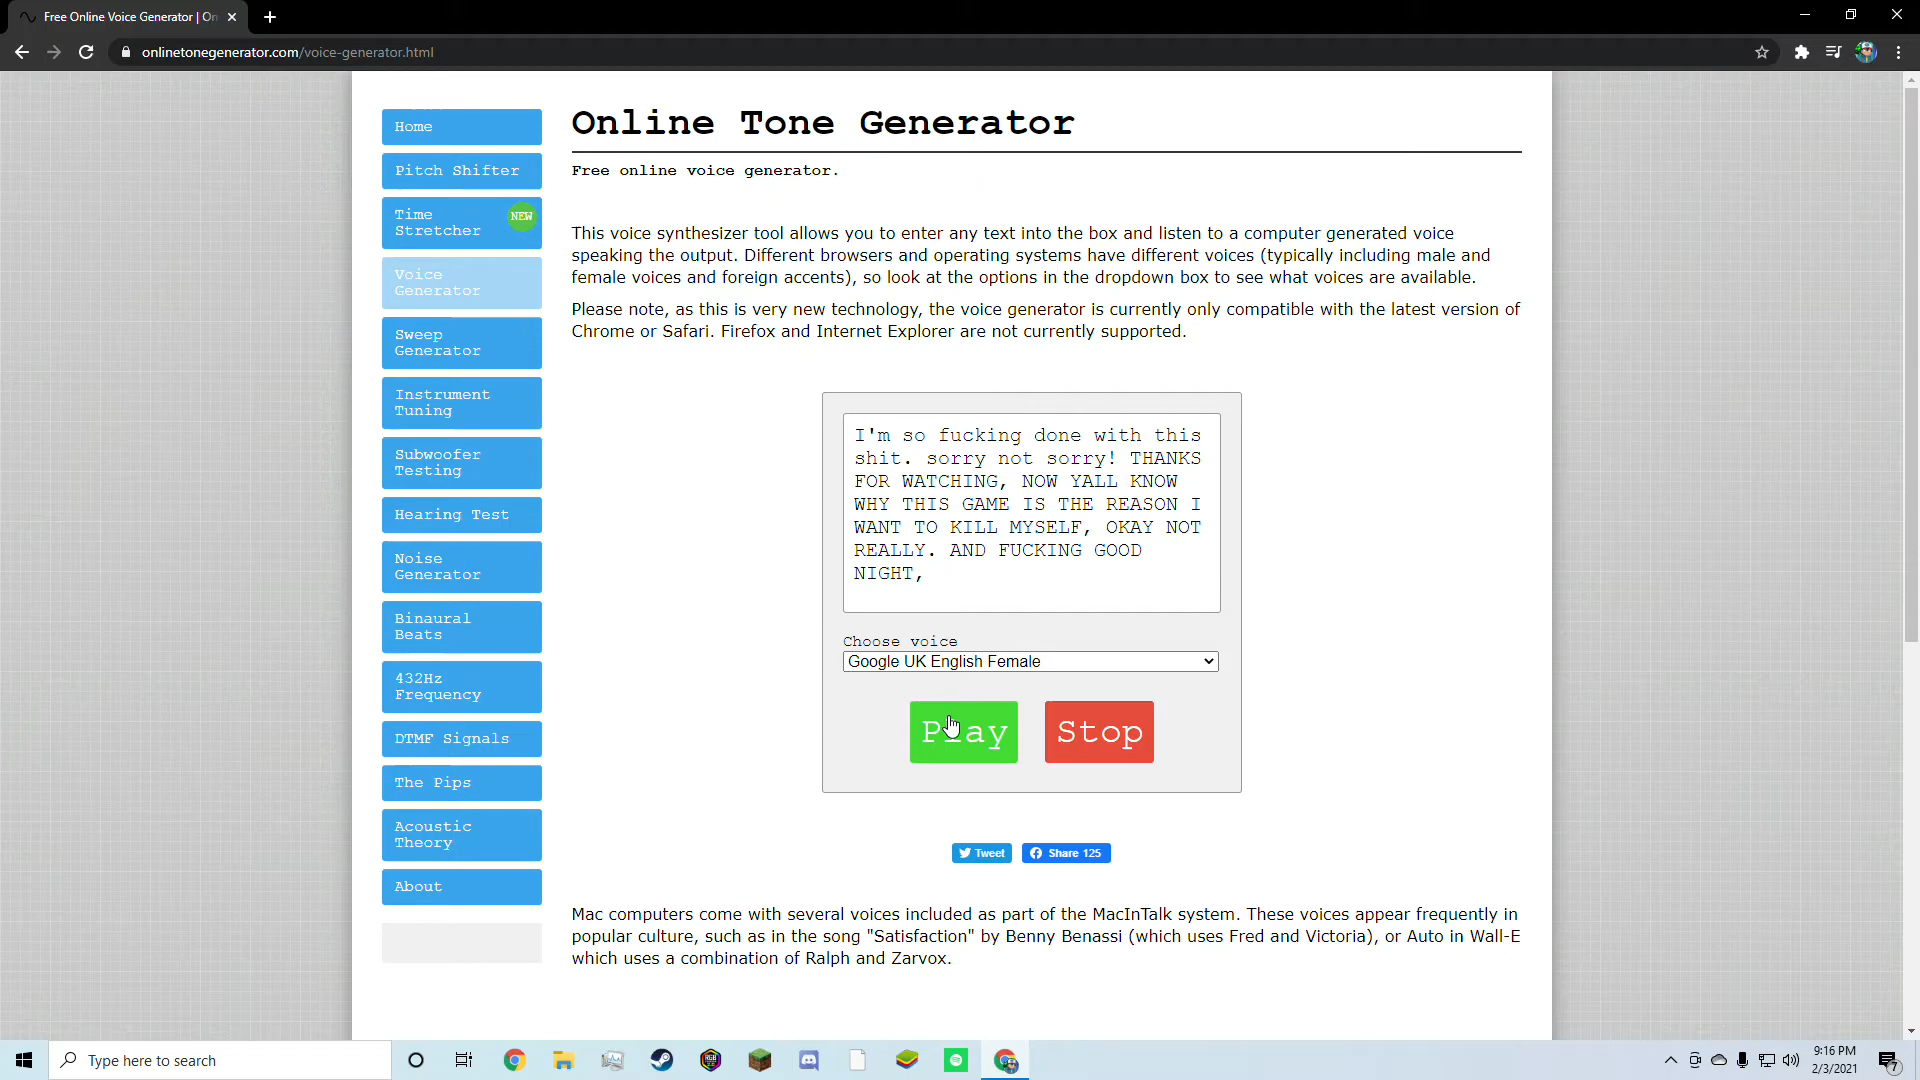 Free Online Voice Generator | On
onlinetonegenerator.com/voice-generator.html
Home
Pitch Shifter
Time
Stretcher
NEW
Voice
Generator
Sweep
Generator
Instrument
Tuning
Subwoofer
Testing
Hearing Test
Noise
Generator
Binaural
Beats
432Hz
Frequency
DTMF Signals
The Pips
Acoustic
Theory
About
Online Tone Generator
Free online voice generator.
This voice synthesizer tool allows you to enter any text into the box and listen to a computer generated voice
speaking the output. Different browsers and operating systems have different voices (typically including male and
female voices and foreign accents), so look at the options in the dropdown box to see what voices are available.
Please note, as this is very new technology, the voice generator is currently only compatible with the latest version of
Chrome or Safari. Firefox and Internet Explorer are not currently supported.
I'm so fucking done with this
shit. sorry not sorry! THANKS
FOR WATCHING, NOW YALL KNOW
WHY THIS GAME IS THE REASON I
WANT TO KILL MYSELF, OKAY NOT
REALLY. AND FUCKING GOOD
NIGHT,
Choose voice
Google UK English Female
Play
Stop
Tweet
Share 125
Mac computers come with several voices included as part of the MacInTalk system. These voices appear frequently in
popular culture, such as in the song "Satisfaction" by Benny Benassi (which uses Fred and Victoria), or Auto in Wall-E
which uses a combination of Ralph and Zarvox.
Type here to search
9:16 PM
2/3/2021
7